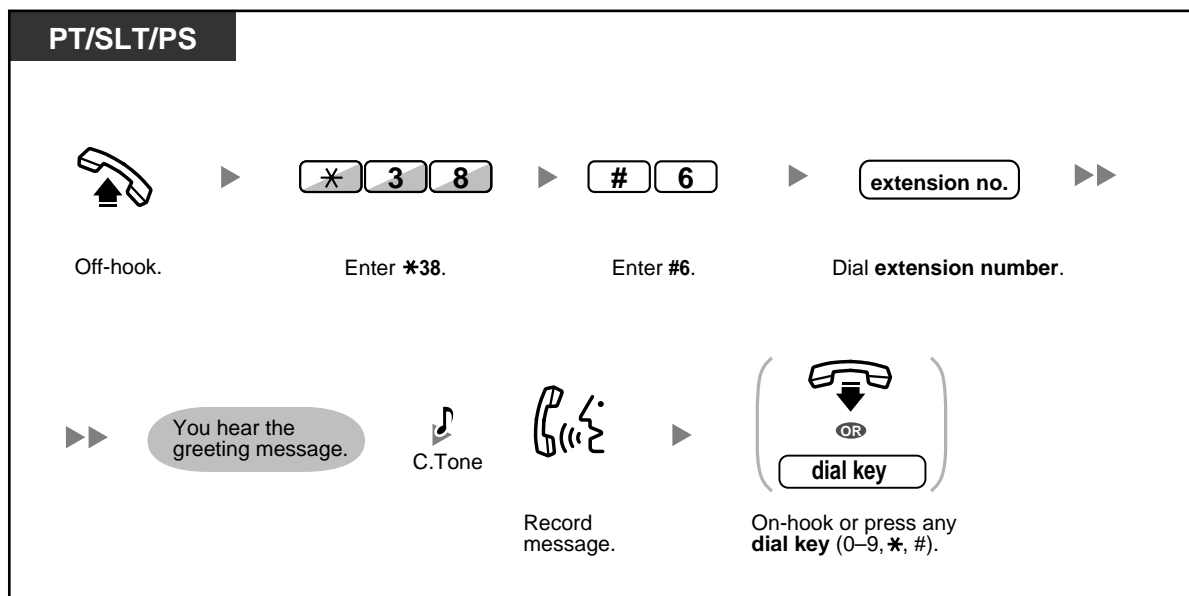 PT/SLT/PS
* 3 8
# 6
extension no.
Off-hook.
Enter *38.
Enter #6.
Dial extension number.
You hear the
greeting message.
C.Tone
OR
dial key
Record
message.
On-hook or press any
dial key (0–9, *, #).